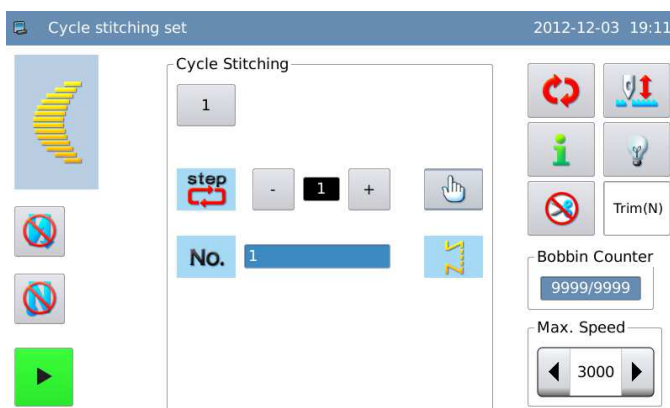 Cycle stitching set
2012-12-03 19:11
Cycle Stitching
1
step
- 1 +
No. 1
Trim(N)
Bobbin Counter
9999/9999
Max. Speed
3000